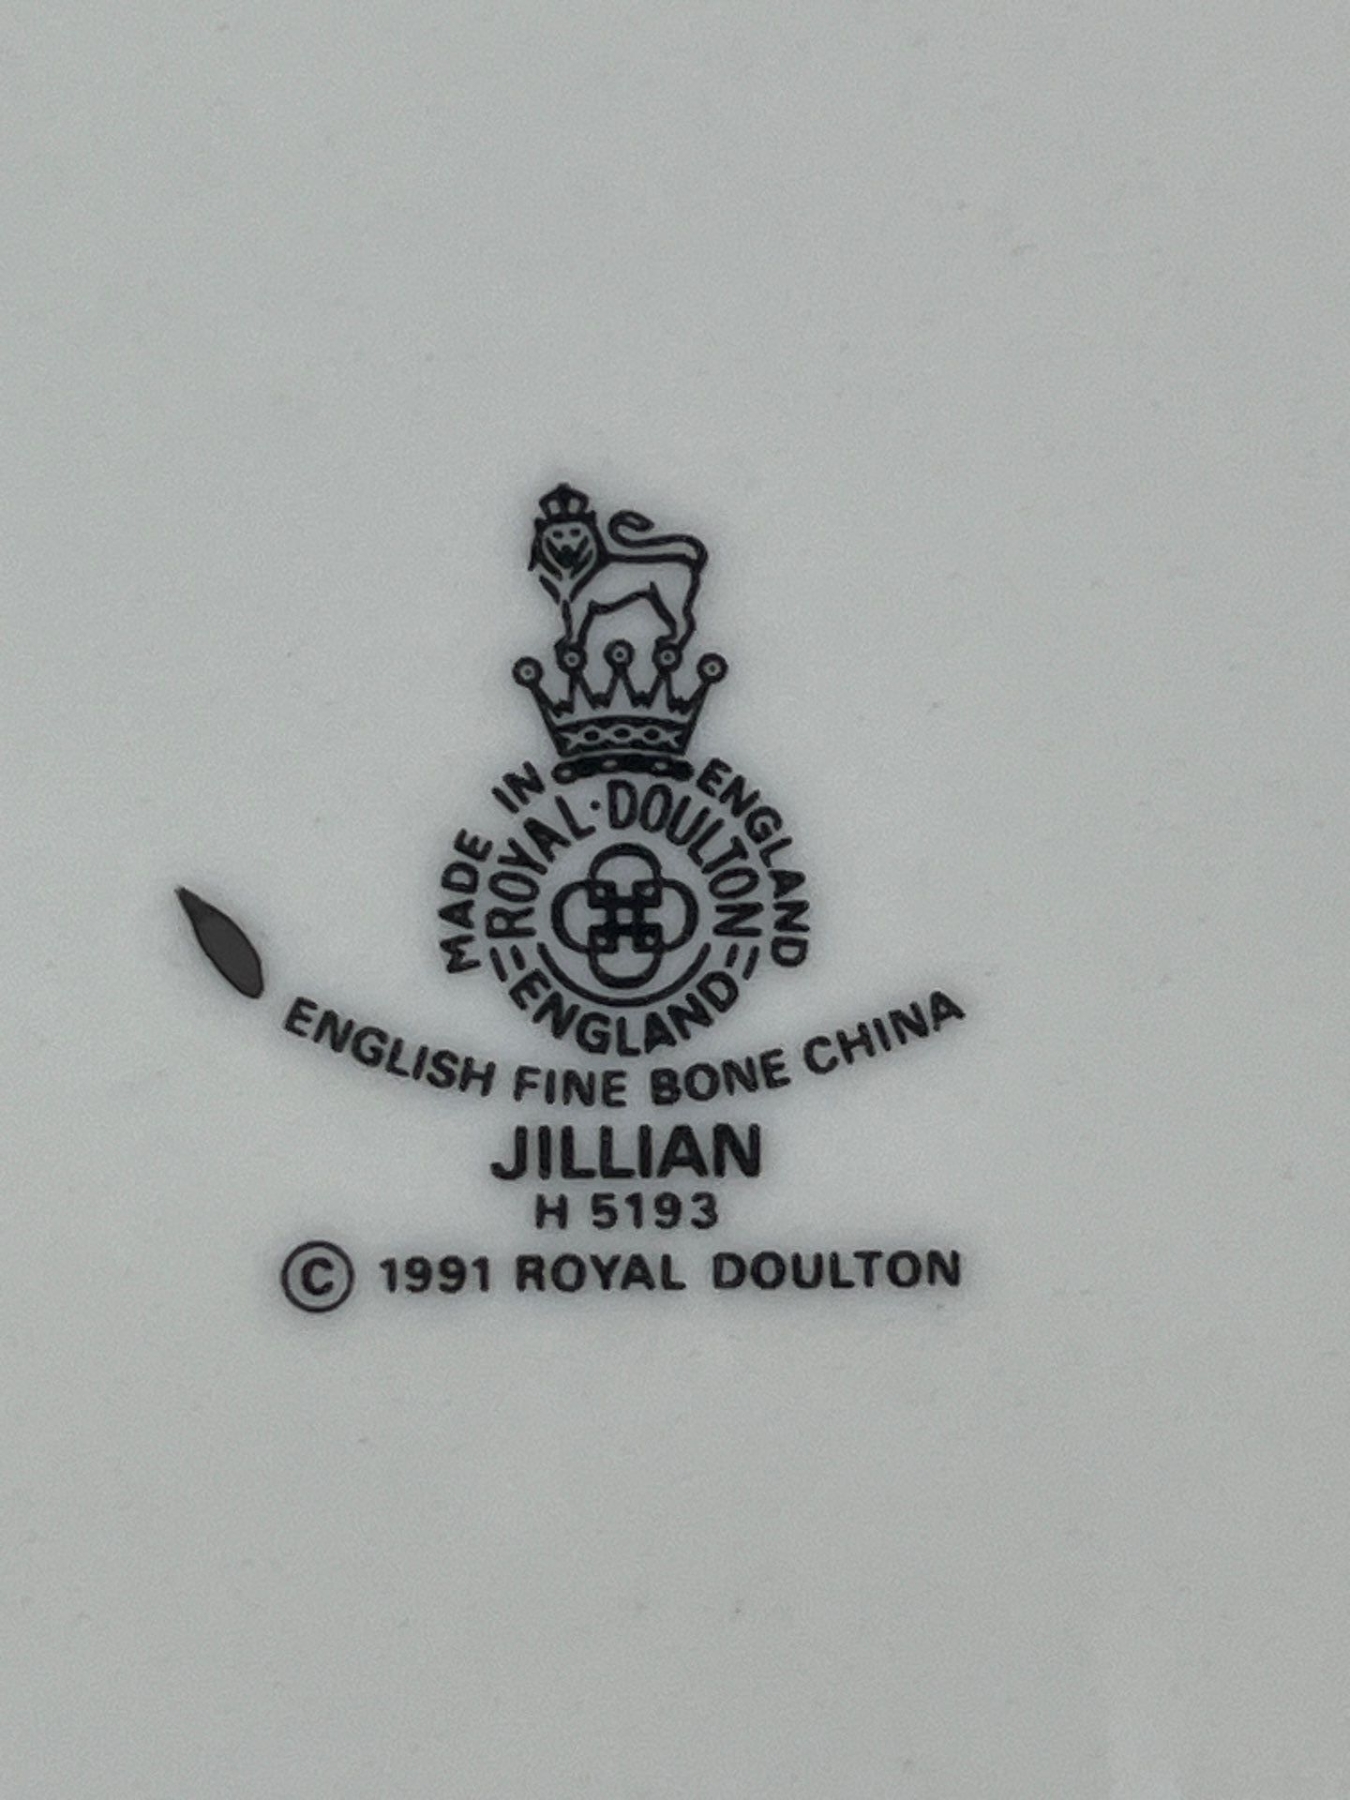 MADE IN ENGLAND
ROYAL·DOULTON
ENGLAND
ENGLISH FINE BONE CHINA
JILLIAN
H 5193
© 1991 ROYAL DOULTON